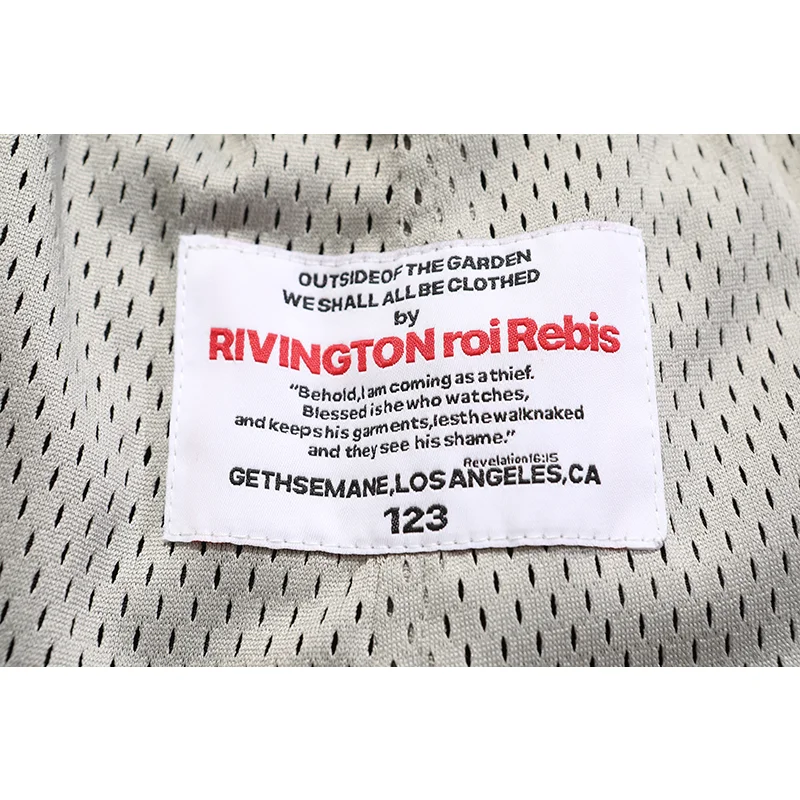 OUTSIDE OF THE GARDEN
WE SHALL ALL BE CLOTHED
by
RIVINGTON roi Rebis
"Behold, I am coming as a thief.
Blessed is he who watches,
and keeps his garments, lest he walk naked
and they see his shame."
Revelation 16:15
GETHSEMANE, LOS ANGELES, CA
123